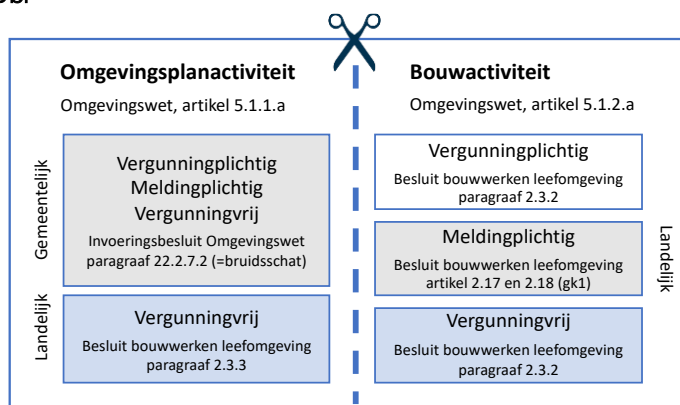 Omgevingsplanactiviteit
Omgevingswet, artikel 5.1.1.a
Gemeentelijk
Vergunningplichtig
Meldingplichtig
Vergunningvrij
Invoeringsbesluit Omgevingswet
paragraaf 22.2.7.2 (=bruidsschat)
Landelijk
Vergunningvrij
Besluit bouwwerken leefomgeving
paragraaf 2.3.3
Bouwactiviteit
Omgevingswet, artikel 5.1.2.a
Vergunningplichtig
Besluit bouwwerken leefomgeving
paragraaf 2.3.2
Meldingplichtig
Besluit bouwwerken leefomgeving
artikel 2.17 en 2.18 (gk1)
Vergunningvrij
Besluit bouwwerken leefomgeving
paragraaf 2.3.2
Landelijk